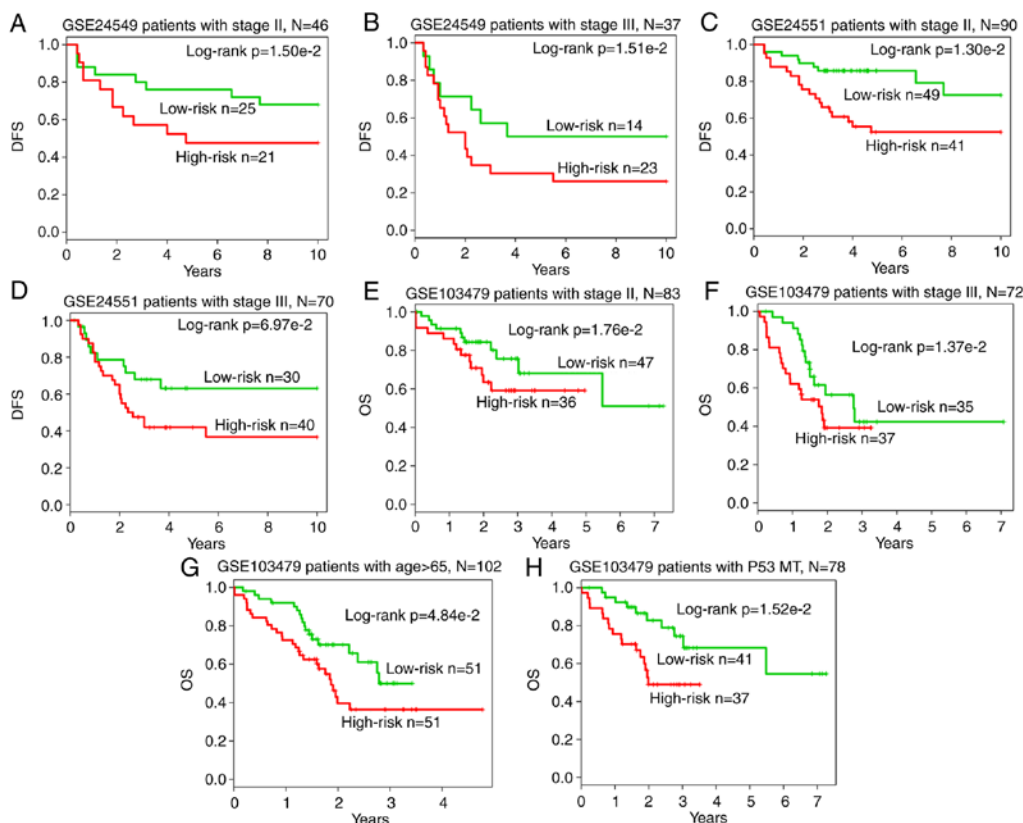 A
GSE24549 patients with stage II, N=46
Log-rank p=1.50e-2
Low-risk n=25
High-risk n=21
DFS
1.0
0.8
0.6
0.4
0.2
0.0
0 2 4 6 8 10
Years
B
GSE24549 patients with stage III, N=37
Log-rank p=1.51e-2
Low-risk n=14
High-risk n=23
DFS
1.0
0.8
0.6
0.4
0.2
0.0
0 2 4 6 8 10
Years
C
GSE24551 patients with stage II, N=90
Log-rank p=1.30e-2
Low-risk n=49
High-risk n=41
DFS
1.0
0.8
0.6
0.4
0.2
0.0
0 2 4 6 8 10
Years
D
GSE24551 patients with stage III, N=70
Log-rank p=6.97e-2
Low-risk n=30
High-risk n=40
DFS
1.0
0.8
0.6
0.4
0.2
0.0
0 2 4 6 8 10
Years
E
GSE103479 patients with stage II, N=83
Log-rank p=1.76e-2
Low-risk n=47
High-risk n=36
OS
1.0
0.8
0.6
0.4
0.2
0.0
0 1 2 3 4 5 6 7
Years
F
GSE103479 patients with stage III, N=72
Log-rank p=1.37e-2
Low-risk n=35
High-risk n=37
OS
1.0
0.8
0.6
0.4
0.2
0.0
0 1 2 3 4 5 6 7
Years
G
GSE103479 patients with age>65, N=102
Log-rank p=4.84e-2
Low-risk n=51
High-risk n=51
OS
1.0
0.8
0.6
0.4
0.2
0.0
0 1 2 3 4
Years
H
GSE103479 patients with P53 MT, N=78
Log-rank p=1.52e-2
Low-risk n=41
High-risk n=37
OS
1.0
0.8
0.6
0.4
0.2
0.0
0 1 2 3 4 5 6 7
Years